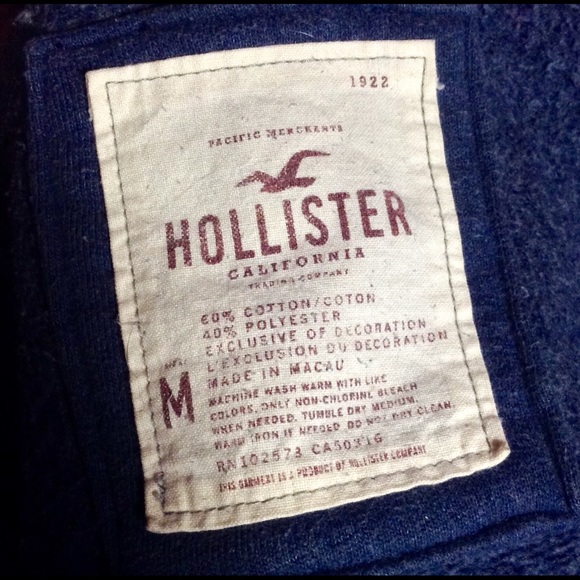 1922
PACIFIC MERCHANTS
HOLLISTER
CALIFORNIA
TRADING COMPANY
60% COTTON/COTON
40% POLYESTER
EXCLUSIVE OF DECORATION
L'EXCLUSION DU DECORATION
MADE IN MACAU
M
MACHINE WASH WARM WITH LIKE
COLORS. ONLY NON-CHLORINE BLEACH
WHEN NEEDED. TUMBLE DRY MEDIUM.
WARM IRON IF NEEDED. DO NOT DRY CLEAN.
RN102573 CA50316
THIS GARMENT IS A PRODUCT OF HOLLISTER COMPANY